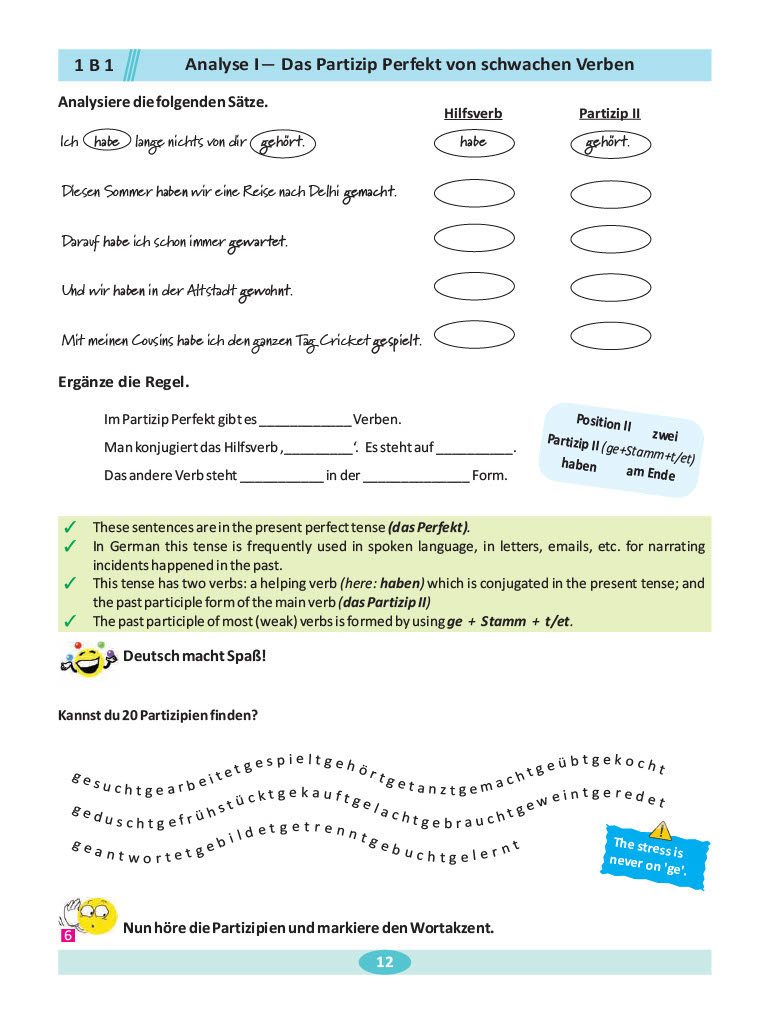 1 B 1
Analyse I— Das Partizip Perfekt von schwachen Verben
Analysiere die folgenden Sätze.
Hilfsverb Partizip II
Ich habe lange nichts von dir gehört. habe gehört.
Diesen Sommer haben wir eine Reise nach Delhi gemacht.
Darauf habe ich schon immer gewartet.
Und wir haben in der Altstadt gewohnt.
Mit meinen Cousins habe ich den ganzen Tag Cricket gespielt.
Ergänze die Regel.
Im Partizip Perfekt gibt es ____________ Verben.
Man konjugiert das Hilfsverb ‚_________‘. Es steht auf __________.
Das andere Verb steht ___________ in der ______________ Form.
Position II zwei
Partizip II (ge+Stamm+t/et)
haben am Ende
✓ These sentences are in the present perfect tense (das Perfekt).
✓ In German this tense is frequently used in spoken language, in letters, emails, etc. for narrating
incidents happened in the past.
✓ This tense has two verbs: a helping verb (here: haben) which is conjugated in the present tense; and
the past participle form of the main verb (das Partizip II)
✓ The past participle of most (weak) verbs is formed by using ge + Stamm + t/et.
Deutsch macht Spaß!
Kannst du 20 Partizipien finden?
gesuchtgearbeitetgespieltgehörtgetanztgemachtgeübtgekocht
geduschtgefrühstücktgekauftgelachtgebrauchtgeweintgeredet
geantwortetgebildetgetrenntgebuchtgelernt
The stress is
never on 'ge'.
6
Nun höre die Partizipien und markiere den Wortakzent.
12